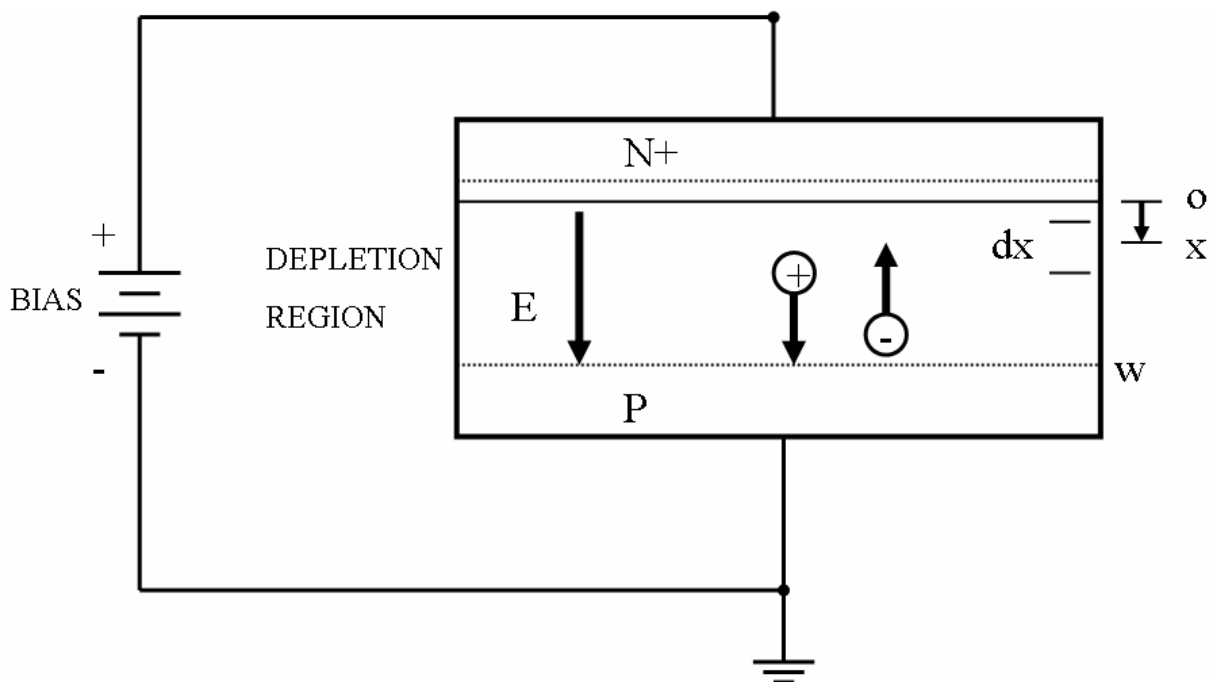 N+
o
x
dx
+
DEPLETION
REGION
BIAS
E
+
-
-
w
P